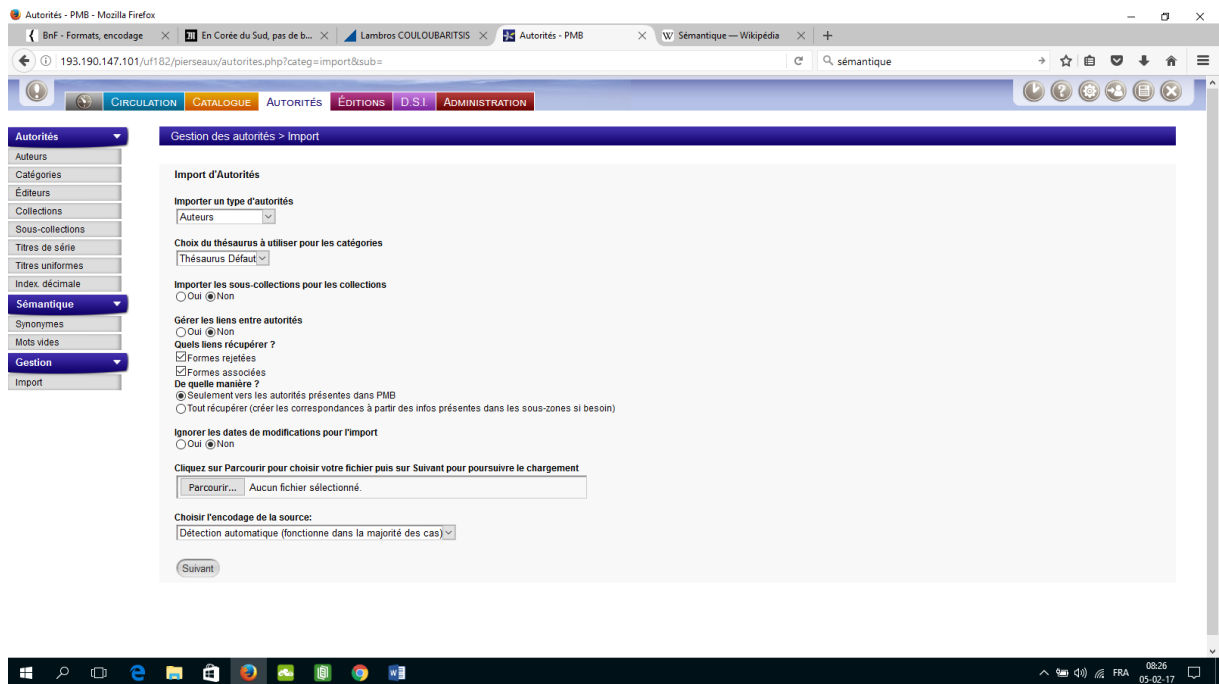 Autorités - PMB - Mozilla Firefox
BnF - Formats, encodage
En Corée du Sud, pas de b...
Lambros COULOUBARITSIS
Autorités - PMB
Sémantique — Wikipédia
193.190.147.101/uf182/pierseaux/autorites.php?categ=import&sub=
sémantique
CIRCULATION CATALOGUE AUTORITÉS ÉDITIONS D.S.I. ADMINISTRATION
Autorités
Auteurs
Catégories
Éditeurs
Collections
Sous-collections
Titres de série
Titres uniformes
Index. décimale
Sémantique
Synonymes
Mots vides
Gestion
Import
Gestion des autorités > Import
Import d'Autorités
Importer un type d'autorités
Auteurs
Choix du thésaurus à utiliser pour les catégories
Thésaurus Défaut
Importer les sous-collections pour les collections
Oui Non
Gérer les liens entre autorités
Oui Non
Quels liens récupérer ?
Formes rejetées
Formes associées
De quelle manière ?
Seulement vers les autorités présentes dans PMB
Tout récupérer (créer les correspondances à partir des infos présentes dans les sous-zones si besoin)
Ignorer les dates de modifications pour l'import
Oui Non
Cliquez sur Parcourir pour choisir votre fichier puis sur Suivant pour poursuivre le chargement
Parcourir... Aucun fichier sélectionné.
Choisir l'encodage de la source:
Détection automatique (fonctionne dans la majorité des cas)
Suivant
FRA
08:26
05-02-17